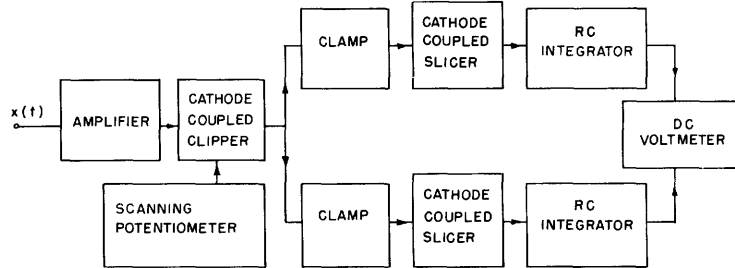 x(t)
AMPLIFIER
CATHODE
COUPLED
CLIPPER
SCANNING
POTENTIOMETER
CLAMP
CATHODE
COUPLED
SLICER
RC
INTEGRATOR
DC
VOLTMETER
CLAMP
CATHODE
COUPLED
SLICER
RC
INTEGRATOR